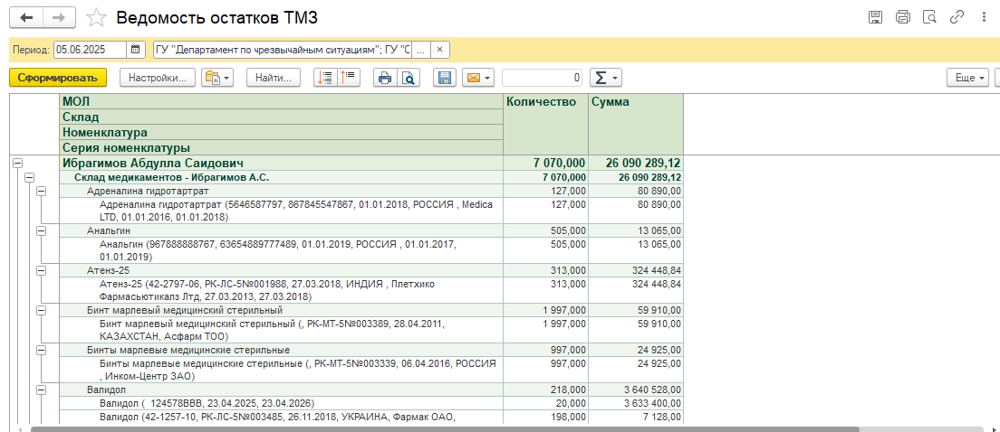 Ведомость остатков ТМЗ
Период: 05.06.2025 ГУ "Департамент по чрезвычайным ситуациям"; ГУ "С ... ×
Сформировать Настройки... Найти... 0 Σ Еще
МОЛ Количество Сумма
Склад
Номенклатура
Серия номенклатуры
Ибрагимов Абдулла Саидович 7 070,000 26 090 289,12
Склад медикаментов - Ибрагимов А.С. 7 070,000 26 090 289,12
Адреналина гидротартрат 127,000 80 890,00
Адреналина гидротартрат (5646587797, 867845547867, 01.01.2018, РОССИЯ , Medica 127,000 80 890,00
LTD, 01.01.2016, 01.01.2018)
Анальгин 505,000 13 065,00
Анальгин (967888888767, 63654889777489, 01.01.2019, РОССИЯ , 01.01.2017, 505,000 13 065,00
01.01.2019)
Атенз-25 313,000 324 448,84
Атенз-25 (42-2797-06, РК-ЛС-5№001988, 27.03.2018, ИНДИЯ , Плетхико 313,000 324 448,84
Фармасьютикалз Лтд, 27.03.2013, 27.03.2018)
Бинт марлевый медицинский стерильный 1 997,000 59 910,00
Бинт марлевый медицинский стерильный (, РК-МТ-5№003389, 28.04.2011, 1 997,000 59 910,00
КАЗАХСТАН, Асфарм ТОО)
Бинты марлевые медицинские стерильные 997,000 24 925,00
Бинты марлевые медицинские стерильные (, РК-МТ-5№003339, 06.04.2016, РОССИЯ 997,000 24 925,00
, Инком-Центр ЗАО)
Валидол 218,000 3 640 528,00
Валидол ( 124578ВВВ, 23.04.2025, 23.04.2026) 20,000 3 633 400,00
Валидол (42-1257-10, РК-ЛС-5№003485, 26.11.2018, УКРАИНА, Фармак ОАО, 198,000 7 128,00